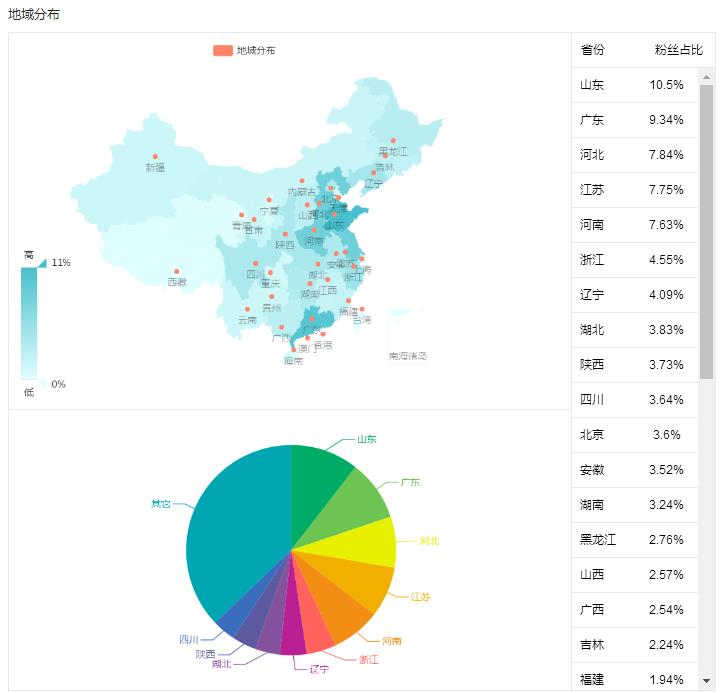 地域分布
地域分布
新疆
黑龙江
吉林
辽宁
内蒙古
北京
天津
宁夏
山西
河北
山东
青海
甘肃
陕西
河南
西藏
四川
重庆
湖北
安徽
江苏
上海
浙江
湖南
江西
贵州
云南
福建
台湾
广西
广东
澳门
香港
海南
南海诸岛
高
11%
0%
低
山东
广东
河北
江苏
河南
浙江
辽宁
湖北
陕西
四川
其它
省份 粉丝占比
山东 10.5%
广东 9.34%
河北 7.84%
江苏 7.75%
河南 7.63%
浙江 4.55%
辽宁 4.09%
湖北 3.83%
陕西 3.73%
四川 3.64%
北京 3.6%
安徽 3.52%
湖南 3.24%
黑龙江 2.76%
山西 2.57%
广西 2.54%
吉林 2.24%
福建 1.94%